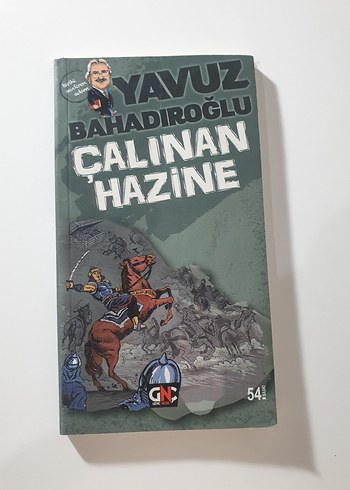 YAVUZ
BAHADIROĞLU
ÇALINAN
HAZİNE
GNÇ
54